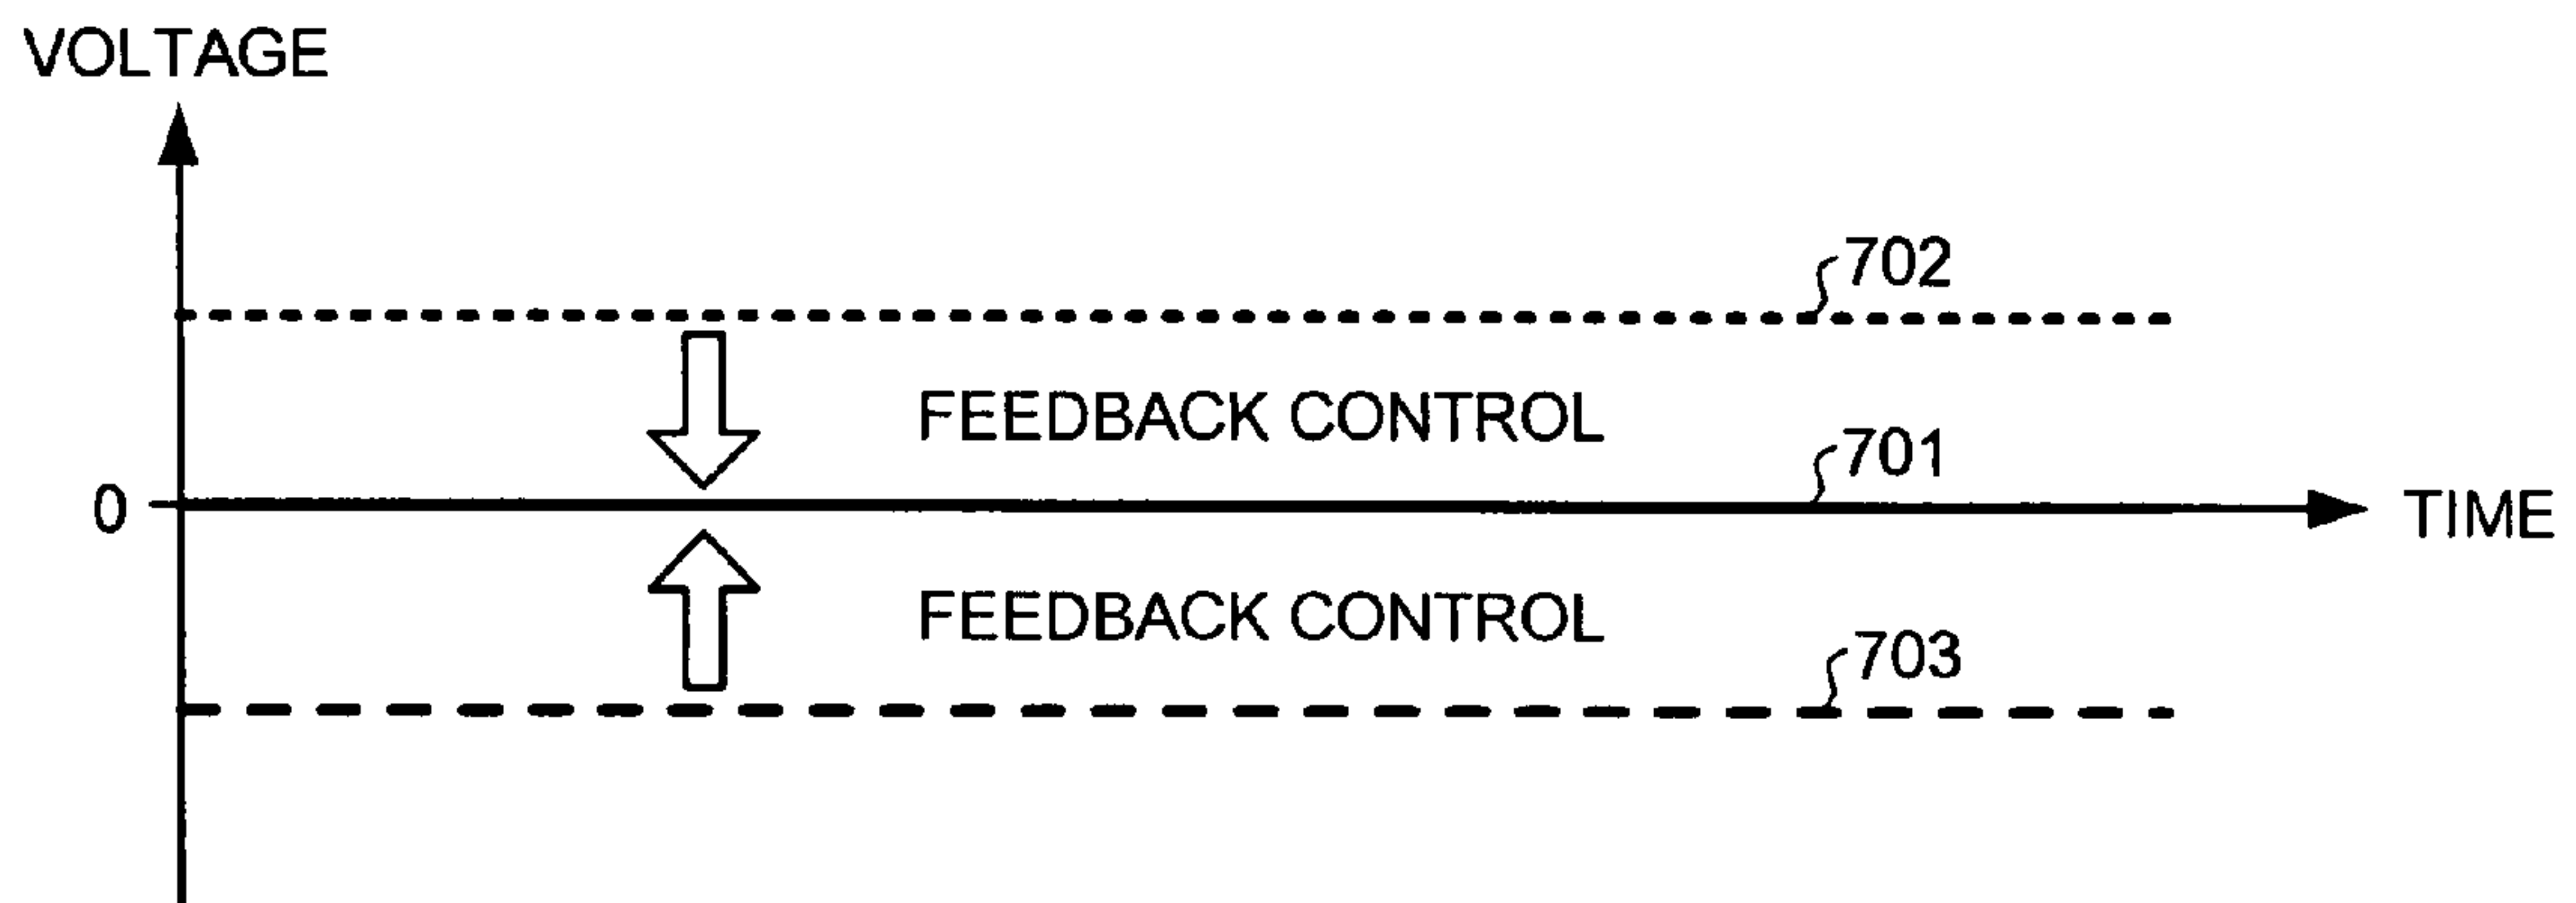 VOLTAGE
702
FEEDBACK CONTROL
701
0
TIME
FEEDBACK CONTROL
703